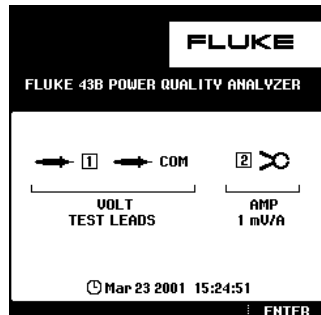 FLUKE
FLUKE 43B POWER QUALITY ANALYZER
1 COM 2
VOLT AMP
TEST LEADS 1 mV/A
Mar 23 2001 15:24:51
ENTER